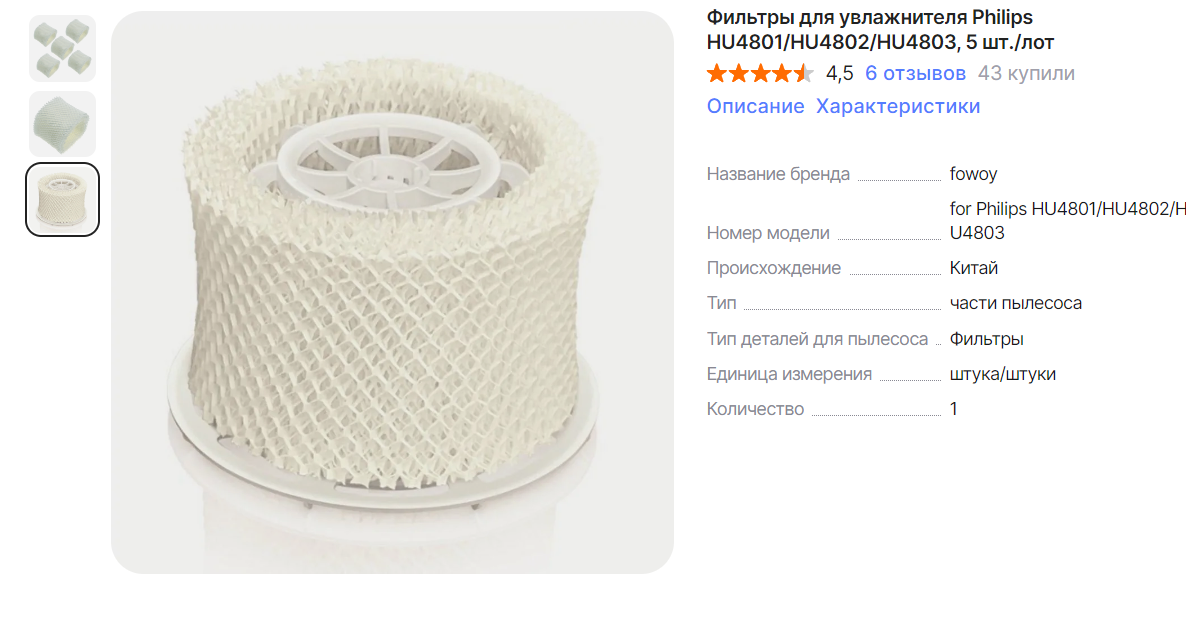 Фильтры для увлажнителя Philips
HU4801/HU4802/HU4803, 5 шт./лот
4,5 6 отзывов 43 купили
Описание Характеристики
Название бренда fowoy
for Philips HU4801/HU4802/H
Номер модели U4803
Происхождение Китай
Тип части пылесоса
Тип деталей для пылесоса Фильтры
Единица измерения штука/штуки
Количество 1